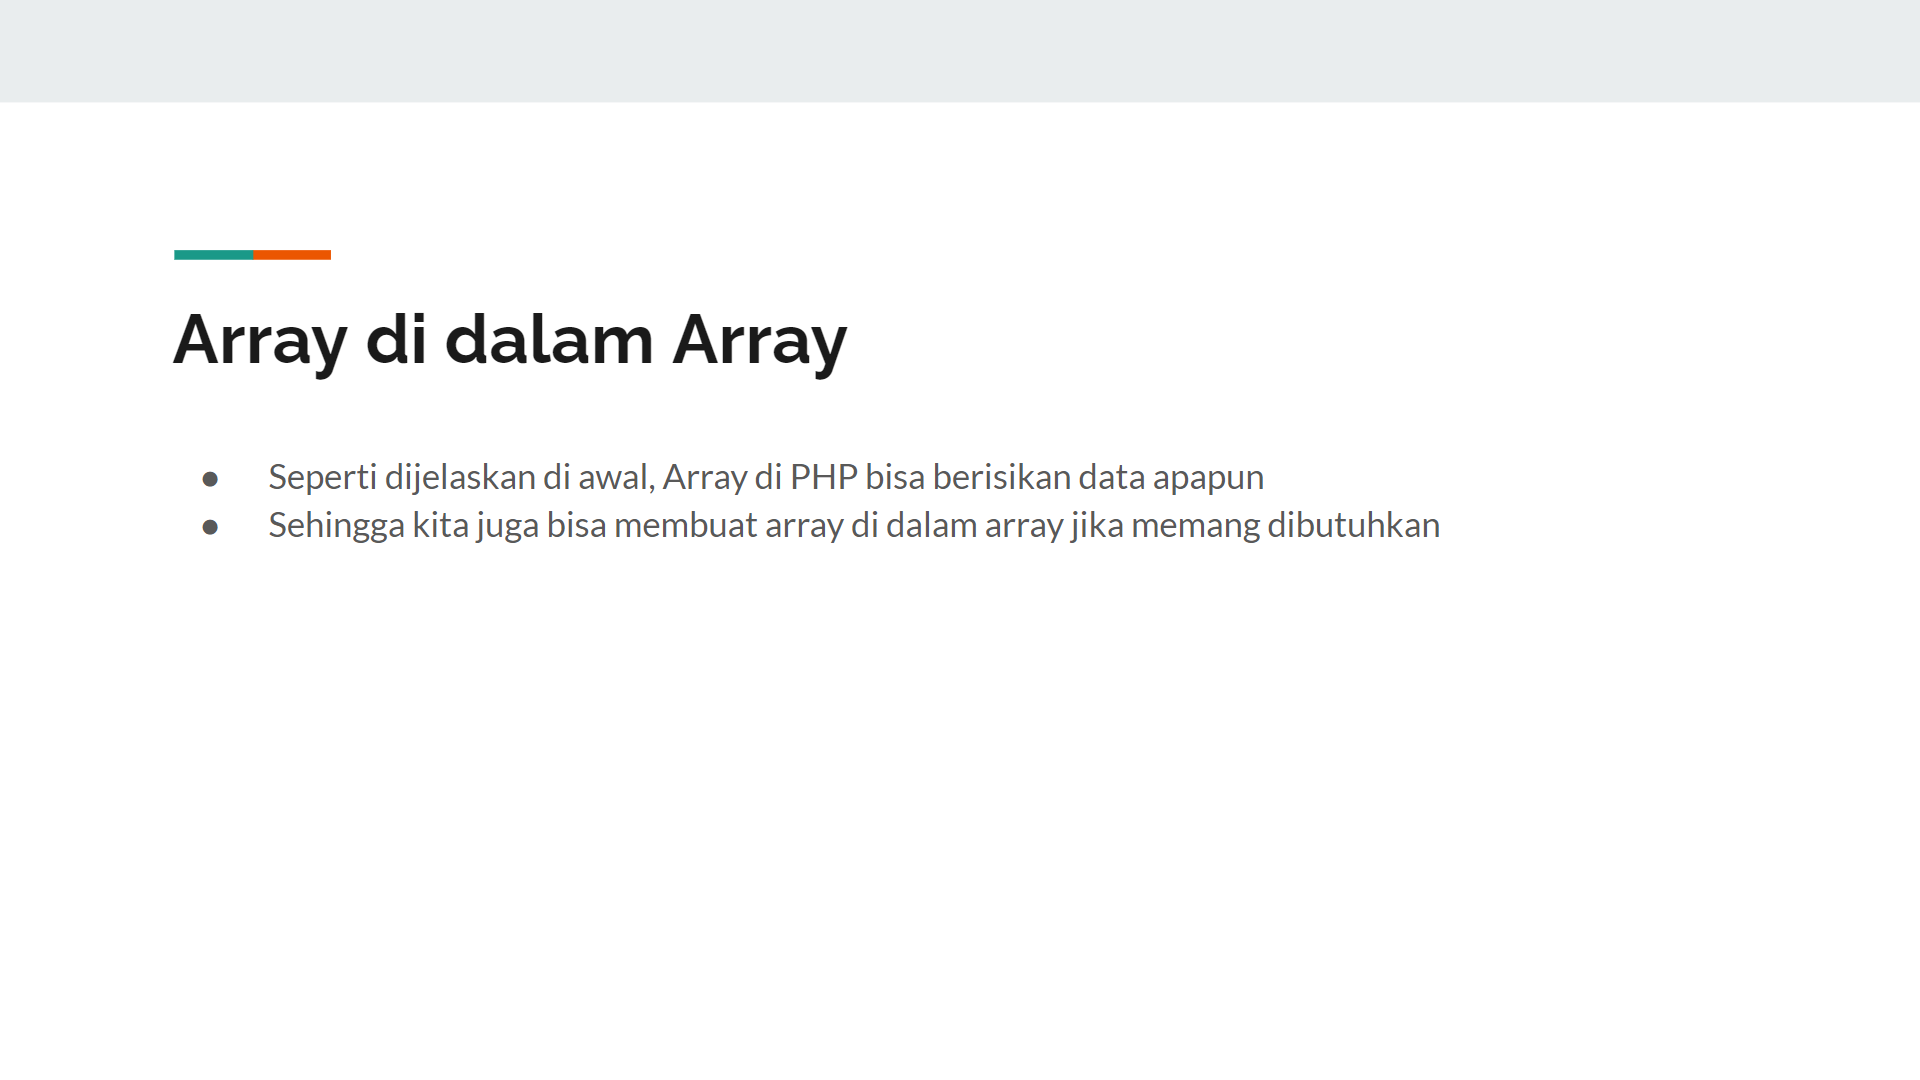 Array di dalam Array
● Seperti dijelaskan di awal, Array di PHP bisa berisikan data apapun
● Sehingga kita juga bisa membuat array di dalam array jika memang dibutuhkan